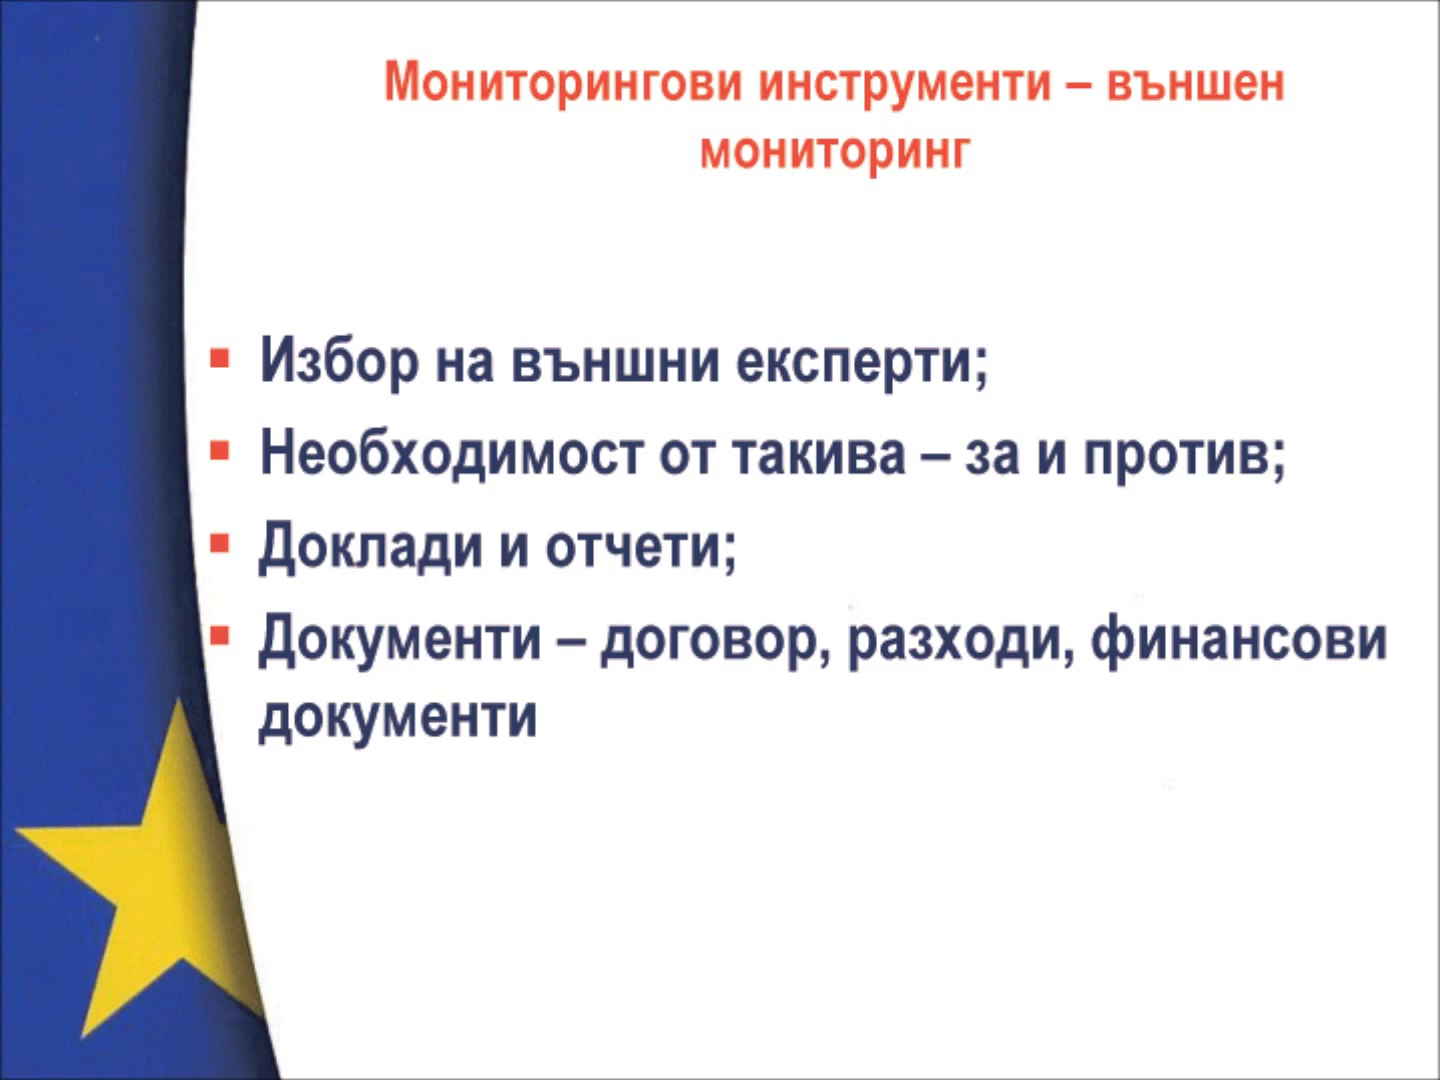 Мониторингови инструменти – външен
мониторинг
Избор на външни експерти;
Необходимост от такива – за и против;
Доклади и отчети;
Документи – договор, разходи, финансови
документи